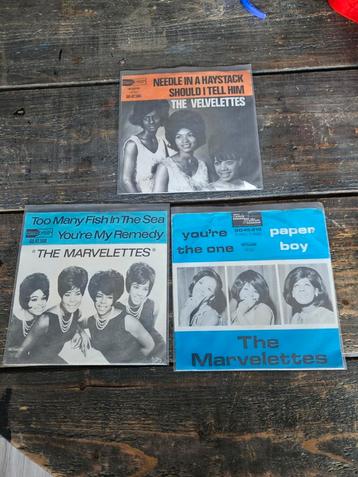 NEEDLE IN A HAYSTACK
SHOULD I TELL HIM
THE VELVELETTES
Too Many Fish In The Sea
You're My Remedy
"THE MARVELETTES"
you're the one
paper boy
The Marvelettes